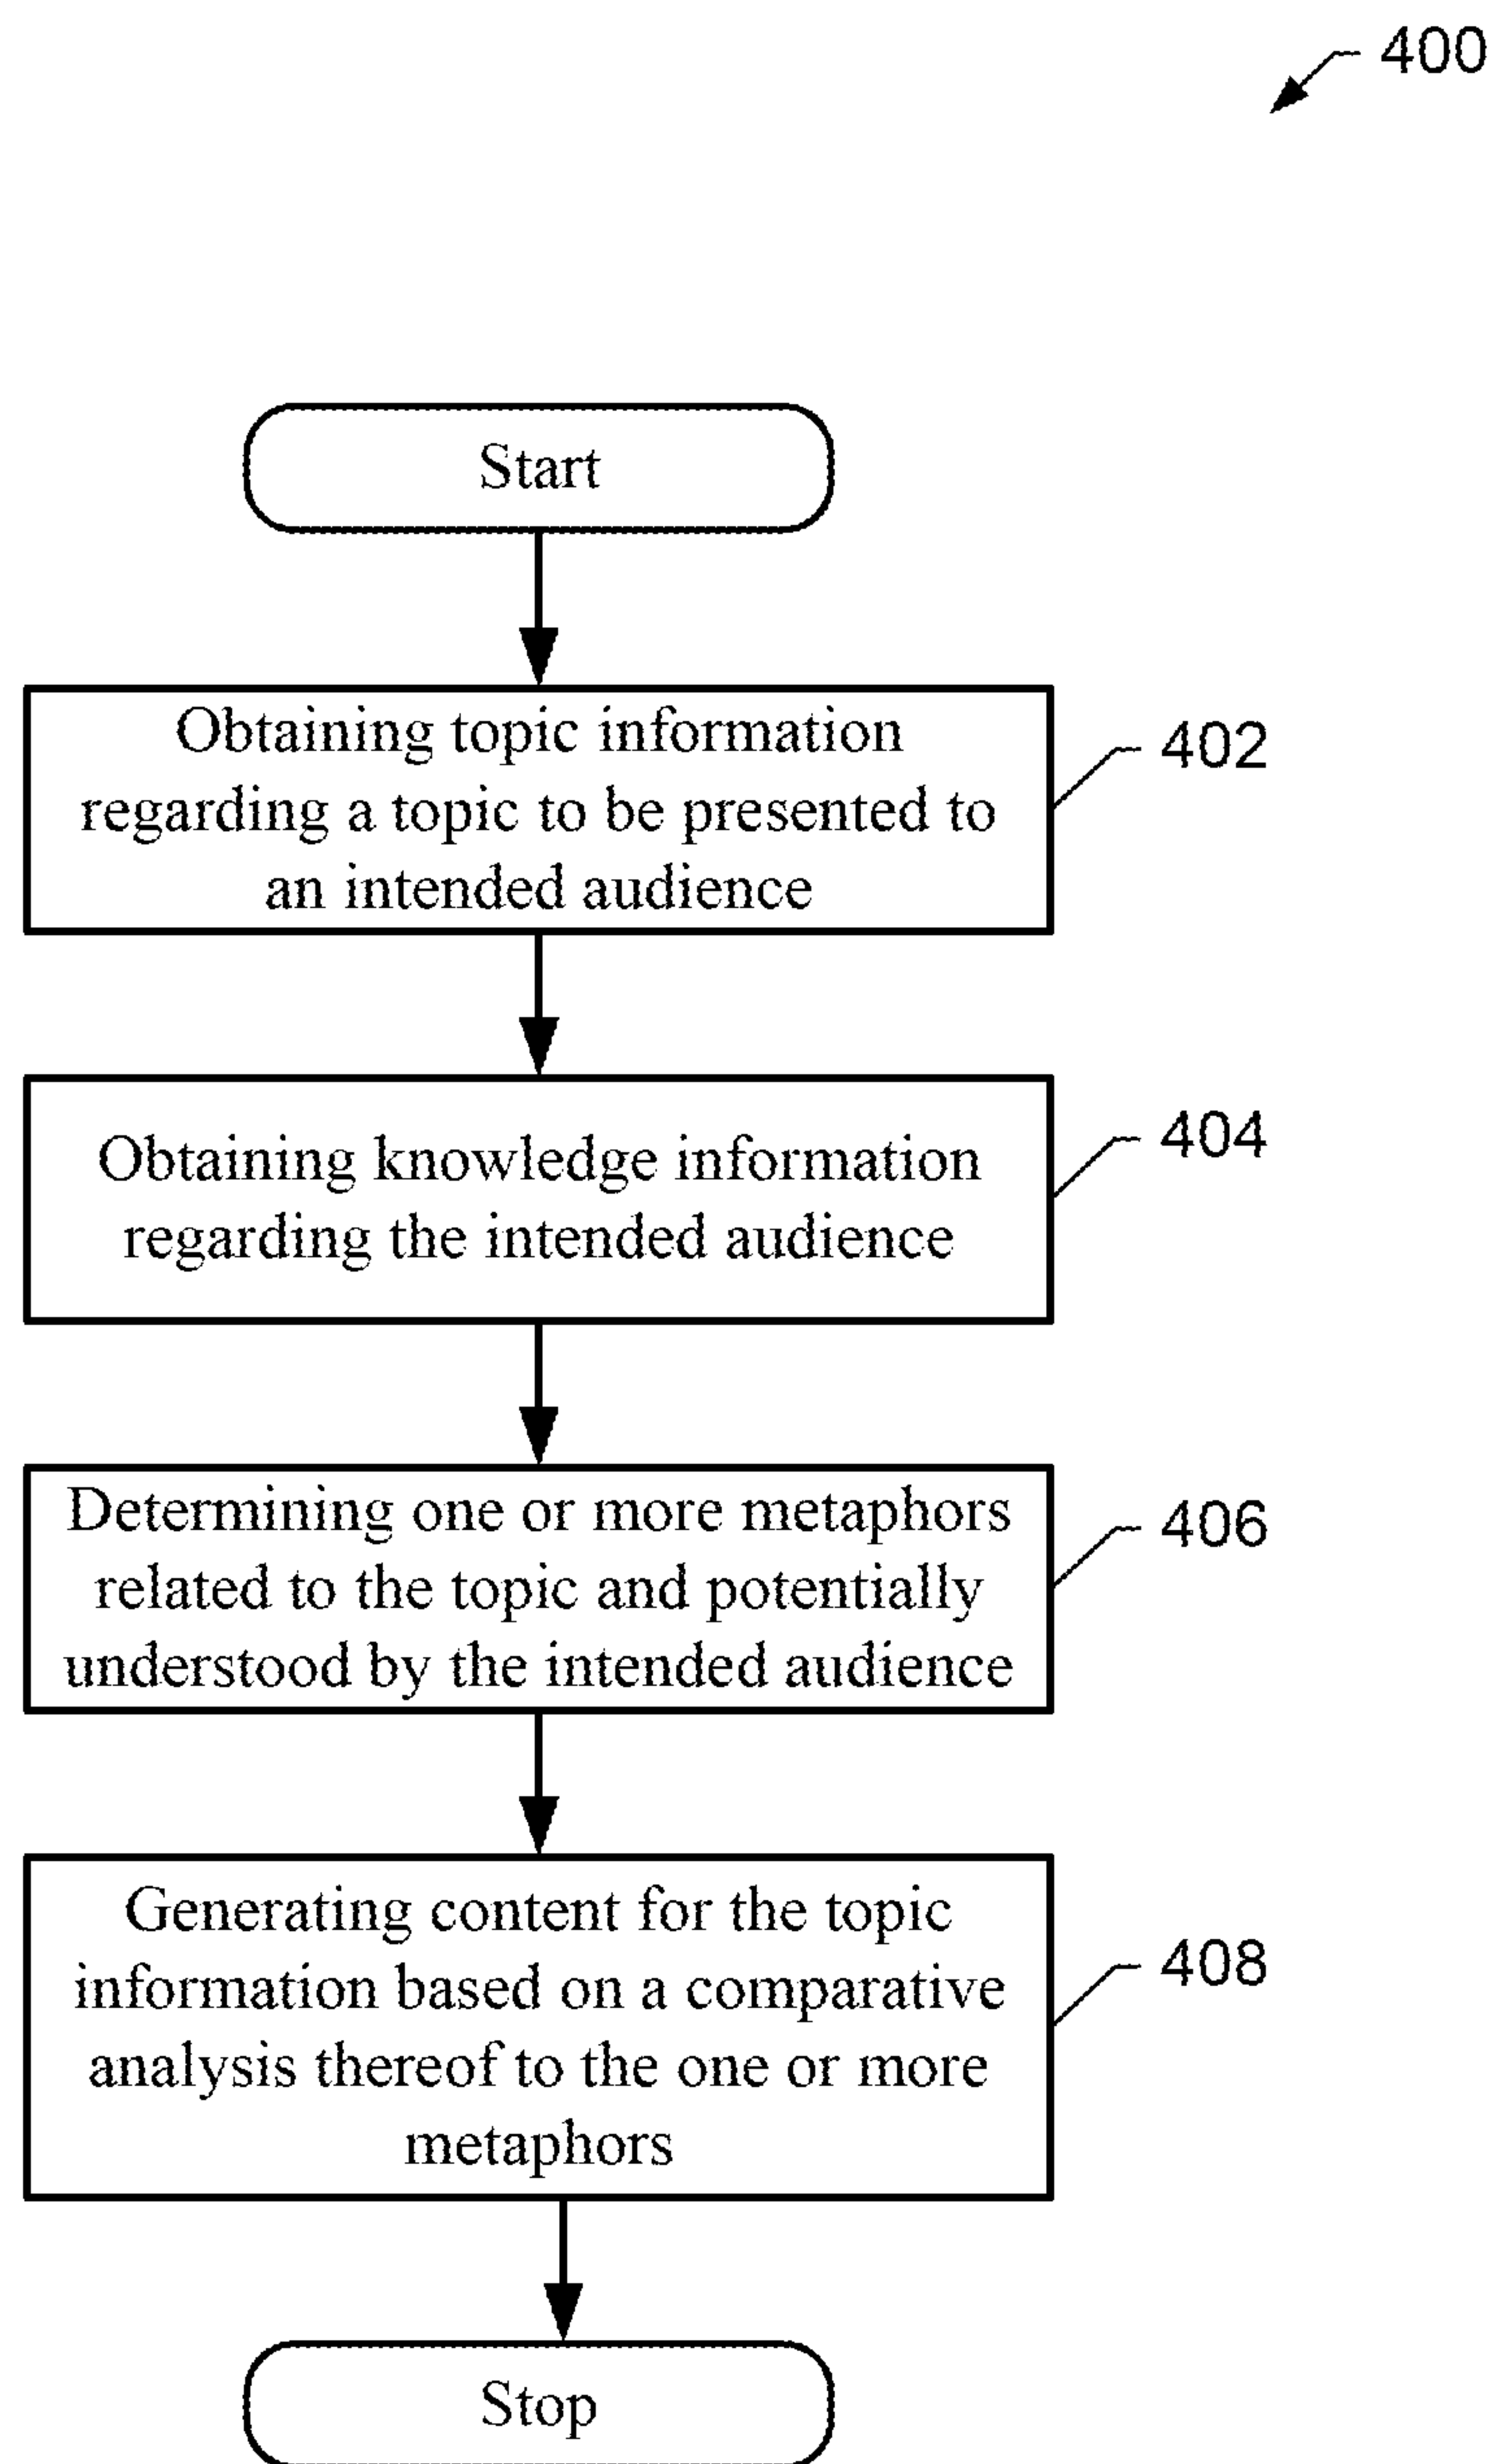 400
Start
Obtaining topic information
regarding a topic to be presented to
an intended audience
402
Obtaining knowledge information
regarding the intended audience
404
Determining one or more metaphors
related to the topic and potentially
understood by the intended audience
406
Generating content for the topic
information based on a comparative
analysis thereof to the one or more
metaphors
408
Stop